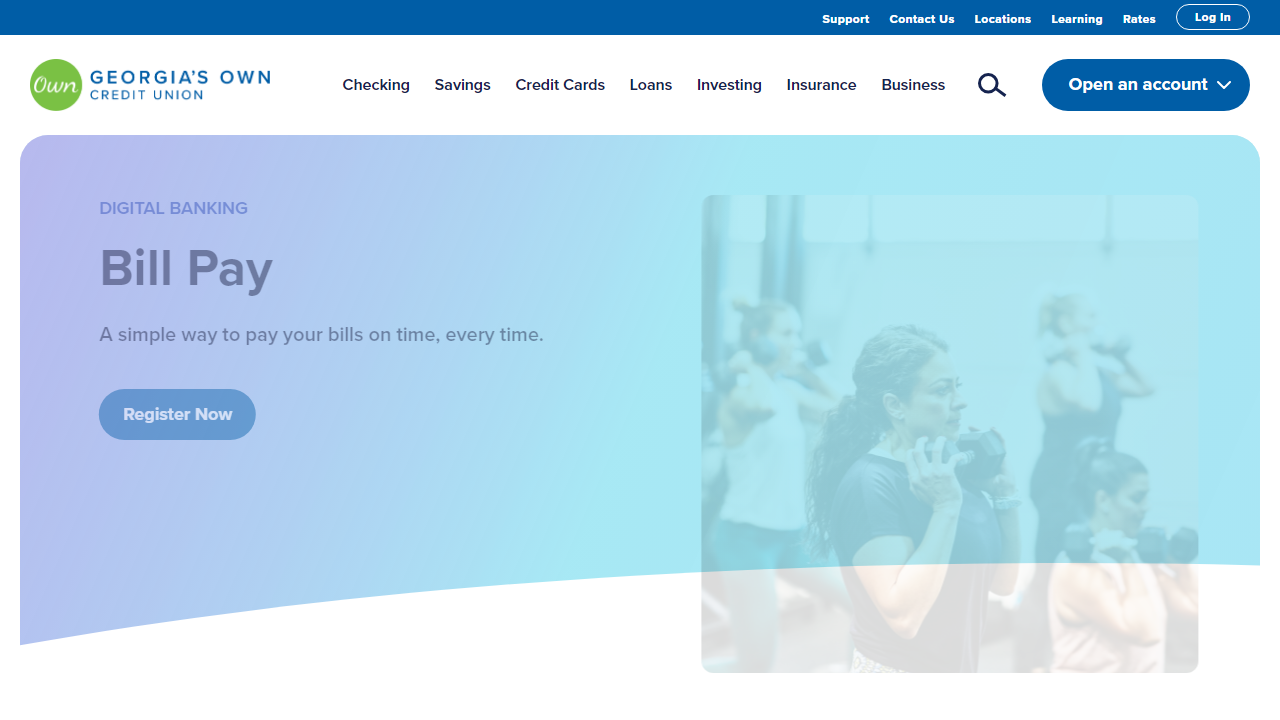 Support Contact Us Locations Learning Rates Log In
Own GEORGIA'S OWN
CREDIT UNION
Checking Savings Credit Cards Loans Investing Insurance Business Open an account
DIGITAL BANKING
Bill Pay
A simple way to pay your bills on time, every time.
Register Now